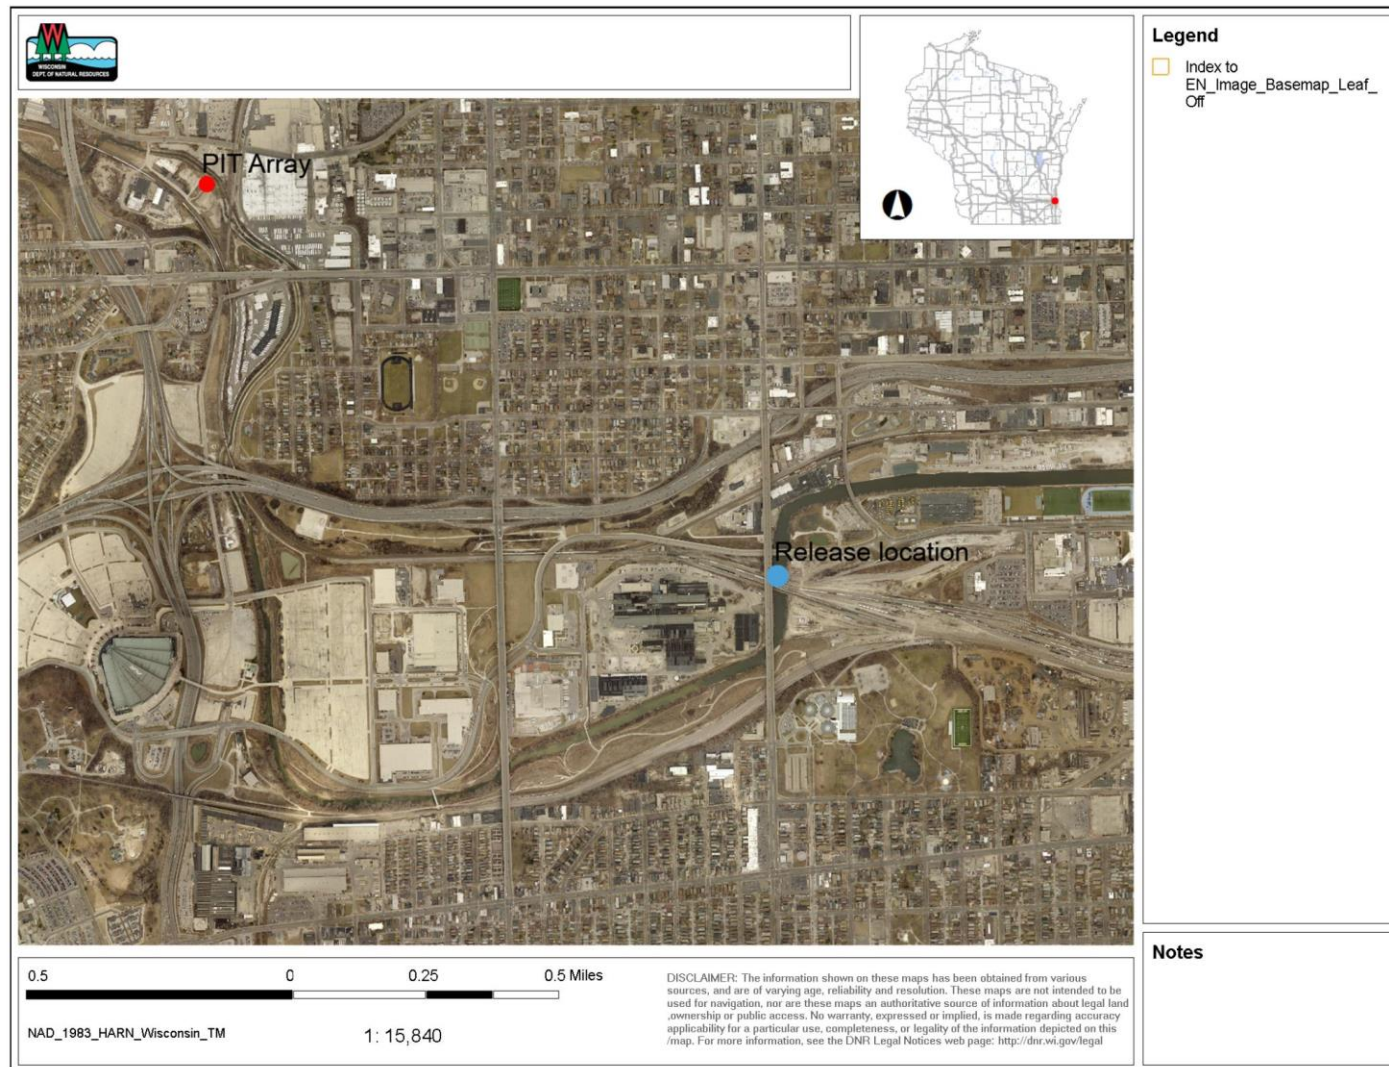 WISCONSIN
DEPT. OF NATURAL RESOURCES
Legend
Index to
EN_Image_Basemap_Leaf_
Off
PIT Array
Release location
0.5 0 0.25 0.5 Miles
NAD_1983_HARN_Wisconsin_TM
1: 15,840
DISCLAIMER: The information shown on these maps has been obtained from various
sources, and are of varying age, reliability and resolution. These maps are not intended to be
used for navigation, nor are these maps an authoritative source of information about legal land
,ownership or public access. No warranty, expressed or implied, is made regarding accuracy
applicability for a particular use, completeness, or legality of the information depicted on this
/map. For more information, see the DNR Legal Notices web page: http://dnr.wi.gov/legal
Notes